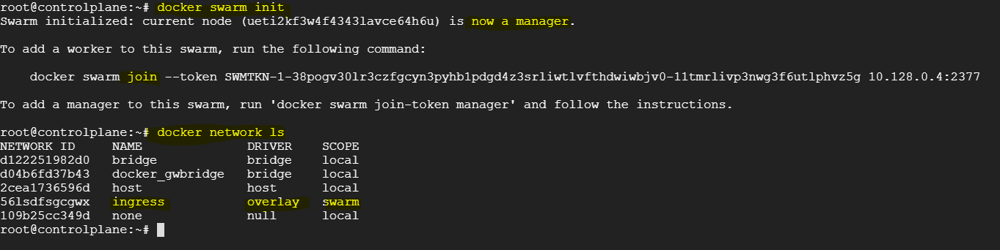 root@controlplane:~# docker swarm init
Swarm initialized: current node (ueti2kf3w4f4343lavce64h6u) is now a manager.
To add a worker to this swarm, run the following command:
docker swarm join --token SWMTKN-1-38pogv30lr3czfgcyn3pyhb1pdgd4z3srliwtlvfthdwiwbjv0-11tmrlivp3nwg3f6utlphvz5g 10.128.0.4:2377
To add a manager to this swarm, run 'docker swarm join-token manager' and follow the instructions.
root@controlplane:~# docker network ls
NETWORK ID NAME DRIVER SCOPE
d122251982d0 bridge bridge local
d04b6fd37b43 docker_gwbridge bridge local
2cea1736596d host host local
56lsdfsgcgwx ingress overlay swarm
109b25cc349d none null local
root@controlplane:~#